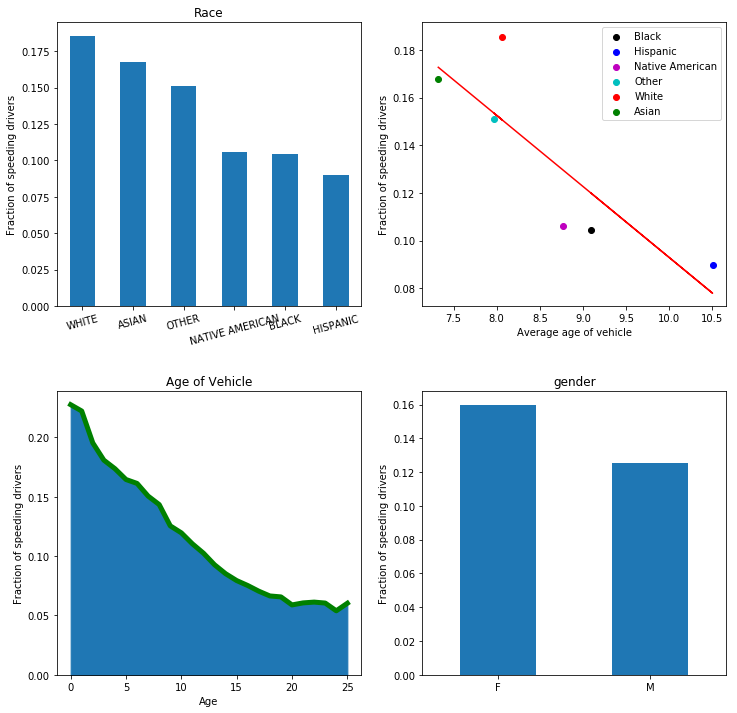 Race
Fraction of speeding drivers
0.175
0.150
0.125
0.100
0.075
0.050
0.025
0.000
WHITE
ASIAN
OTHER
NATIVE AMERICAN
BLACK
HISPANIC
Fraction of speeding drivers
0.18
0.16
0.14
0.12
0.10
0.08
Black
Hispanic
Native American
Other
White
Asian
7.5 8.0 8.5 9.0 9.5 10.0 10.5
Average age of vehicle
Age of Vehicle
Fraction of speeding drivers
0.20
0.15
0.10
0.05
0.00
0 5 10 15 20 25
Age
gender
Fraction of speeding drivers
0.16
0.14
0.12
0.10
0.08
0.06
0.04
0.02
0.00
F M